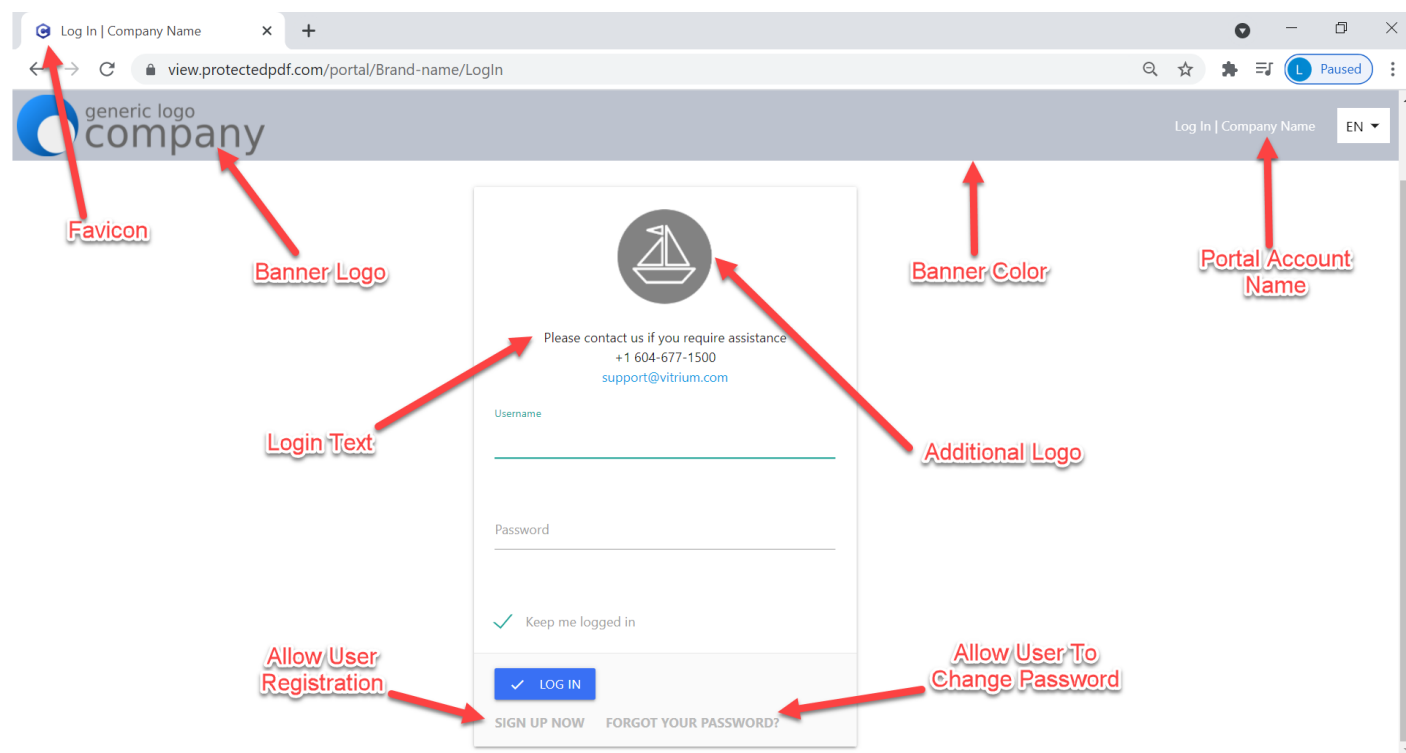 Log In | Company Name
view.protectedpdf.com/portal/Brand-name/LogIn
L Paused
generic logo
company
Log In | Company Name
EN
Favicon
Banner Logo
Banner Color
Portal Account
Name
Please contact us if you require assistance
+1 604-677-1500
support@vitrium.com
Username
Login Text
Additional Logo
Password
Keep me logged in
Allow User
Registration
Allow User To
Change Password
LOG IN
SIGN UP NOW
FORGOT YOUR PASSWORD?